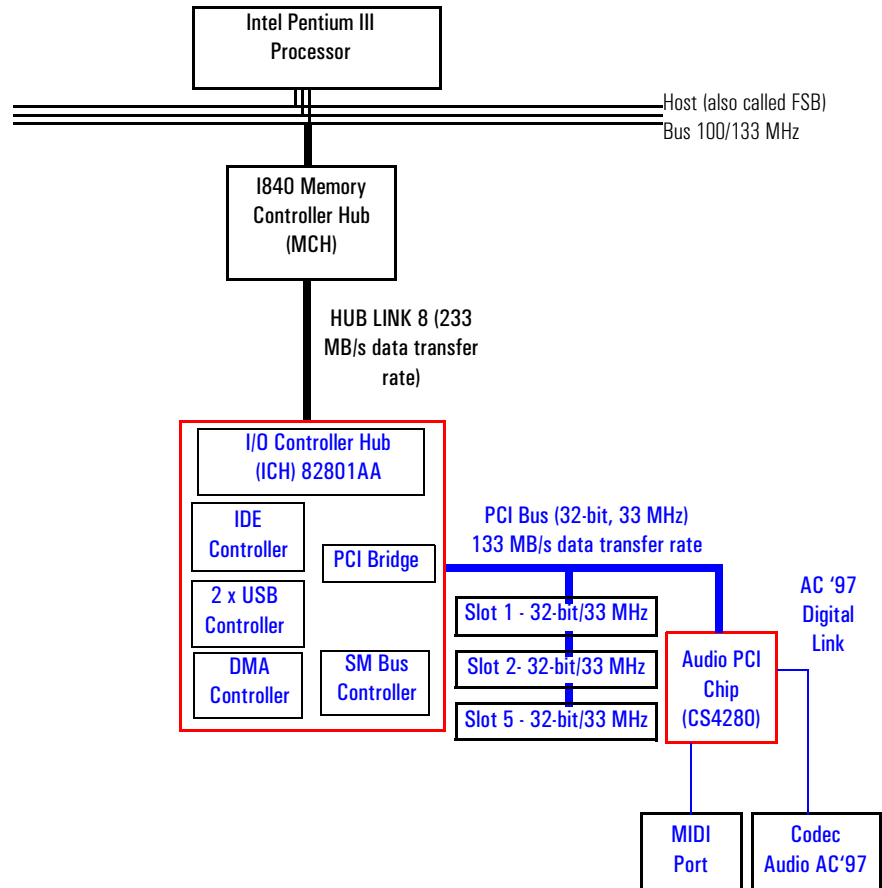 Intel Pentium III
Processor
Host (also called FSB)
Bus 100/133 MHz
I840 Memory
Controller Hub
(MCH)
HUB LINK 8 (233
MB/s data transfer
rate)
I/O Controller Hub
(ICH) 82801AA
IDE
Controller
PCI Bridge
2 x USB
Controller
DMA
Controller
SM Bus
Controller
PCI Bus (32-bit, 33 MHz)
133 MB/s data transfer rate
Slot 1 - 32-bit/33 MHz
Slot 2- 32-bit/33 MHz
Slot 5 - 32-bit/33 MHz
AC ‘97
Digital
Link
Audio PCI
Chip
(CS4280)
MIDI
Port
Codec
Audio AC‘97